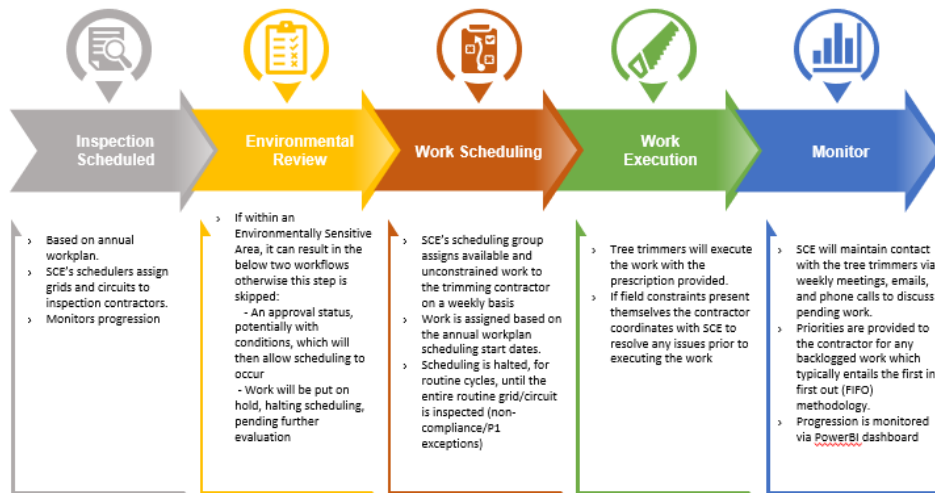 Inspection
Scheduled
Environmental
Review
Work Scheduling
Work
Execution
Monitor
› Based on annual
workplan.
› SCE's schedulers assign
grids and circuits to
inspection contractors.
› Monitors progression
› If within an
Environmentally Sensitive
Area, it can result in the
below two workflows
otherwise this step is
skipped:
- An approval status,
potentially with
conditions, which will
then allow scheduling to
occur
- Work will be put on
hold, halting scheduling,
pending further
evaluation
› SCE's scheduling group
assigns available and
unconstrained work to
the trimming contractor
on a weekly basis
› Work is assigned based on
the annual workplan
scheduling start dates.
› Scheduling is halted, for
routine cycles, until the
entire routine grid/circuit
is inspected (non-
compliance/P1
exceptions)
› Tree trimmers will execute
the work with the
prescription provided.
› If field constraints present
themselves the contractor
coordinates with SCE to
resolve any issues prior to
executing the work
› SCE will maintain contact
with the tree trimmers via
weekly meetings, emails,
and phone calls to discuss
pending work.
› Priorities are provided to
the contractor for any
backlogged work which
typically entails the first in
first out (FIFO)
methodology.
› Progression is monitored
via PowerBI dashboard